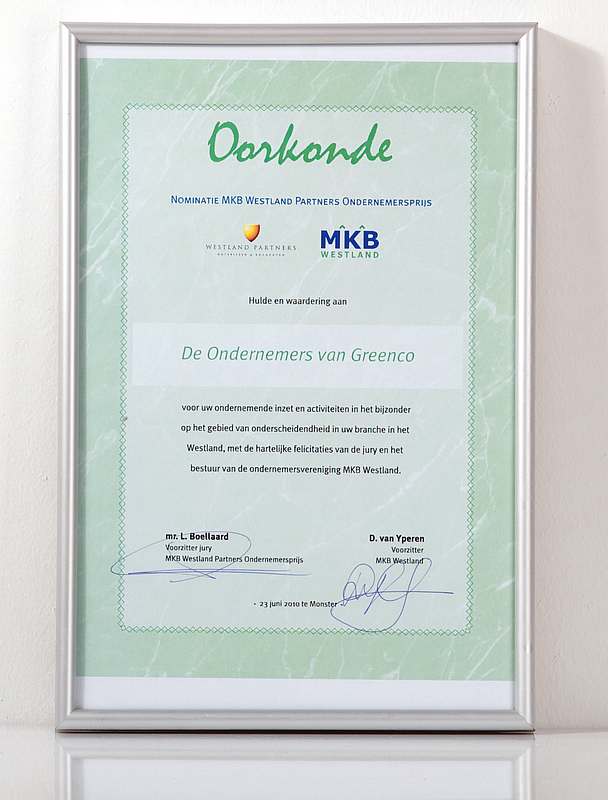 Oorkonde
Nominatie MKB Westland Partners Ondernemersprijs
WESTLAND PARTNERS
NOTARISSEN & ADVOCATEN
MKB
WESTLAND
Hulde en waardering aan
De Ondernemers van Greenco
voor uw ondernemende inzet en activiteiten in het bijzonder
op het gebied van onderscheidendheid in uw branche in het
Westland, met de hartelijke felicitaties van de jury en het
bestuur van de ondernemersvereniging MKB Westland.
mr. L. Boellaard
Voorzitter jury
MKB Westland Partners Ondernemersprijs
D. van Yperen
Voorzitter
MKB Westland
· 23 juni 2010 te Monster